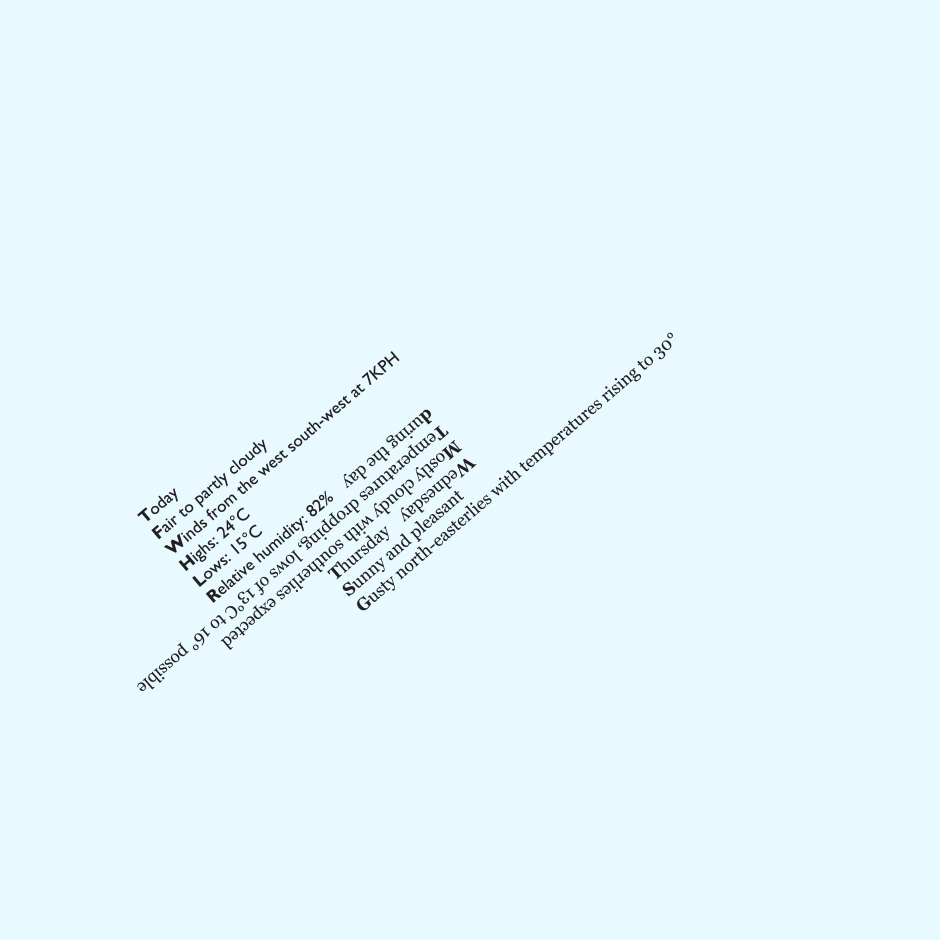 Today
Fair to partly cloudy
Winds from the west south-west at 7KPH
Highs: 24°C
Lows: 15°C
Relative humidity: 82%
Wednesday
Mostly cloudy with southerlies expected
Temperatures dropping, lows of 13°C to 16° possible
during the day
Thursday
Sunny and pleasant
Gusty north-easterlies with temperatures rising to 30°